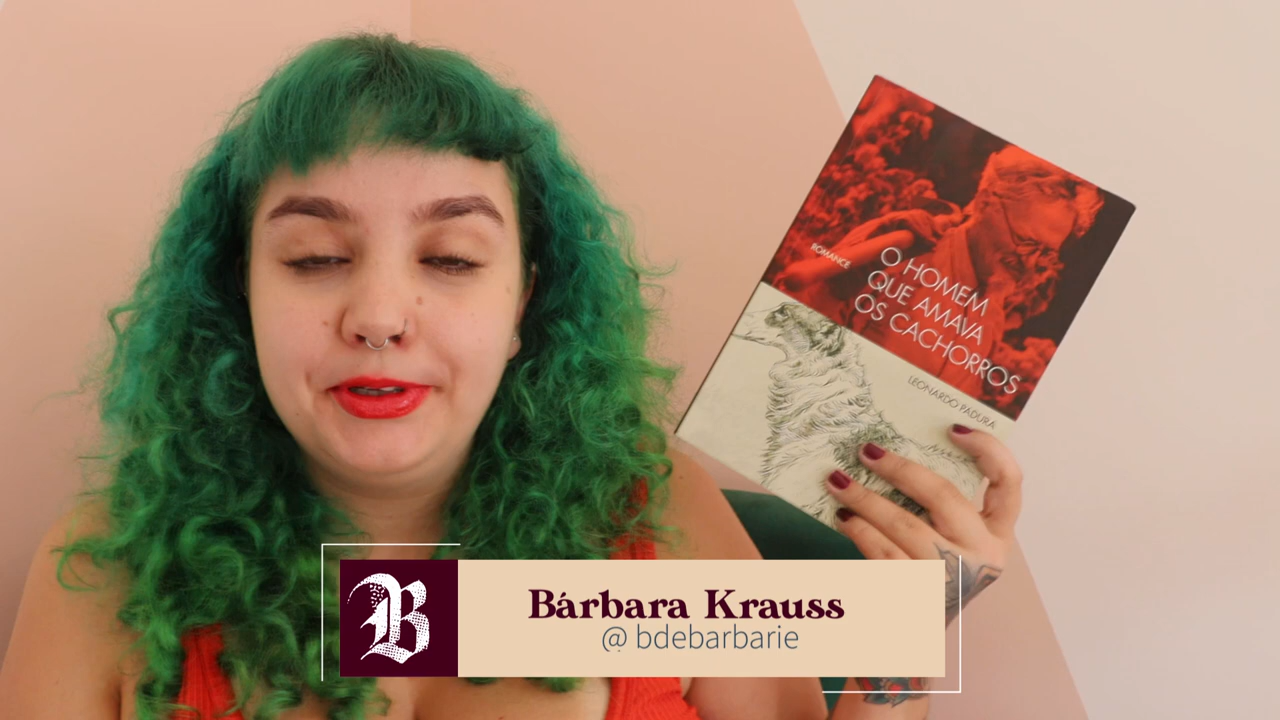 ROMANCE
O HOMEM
QUE AMAVA
OS CACHORROS
LEONARDO PADURA
B
Bárbara Krauss
@ bdebarbarie